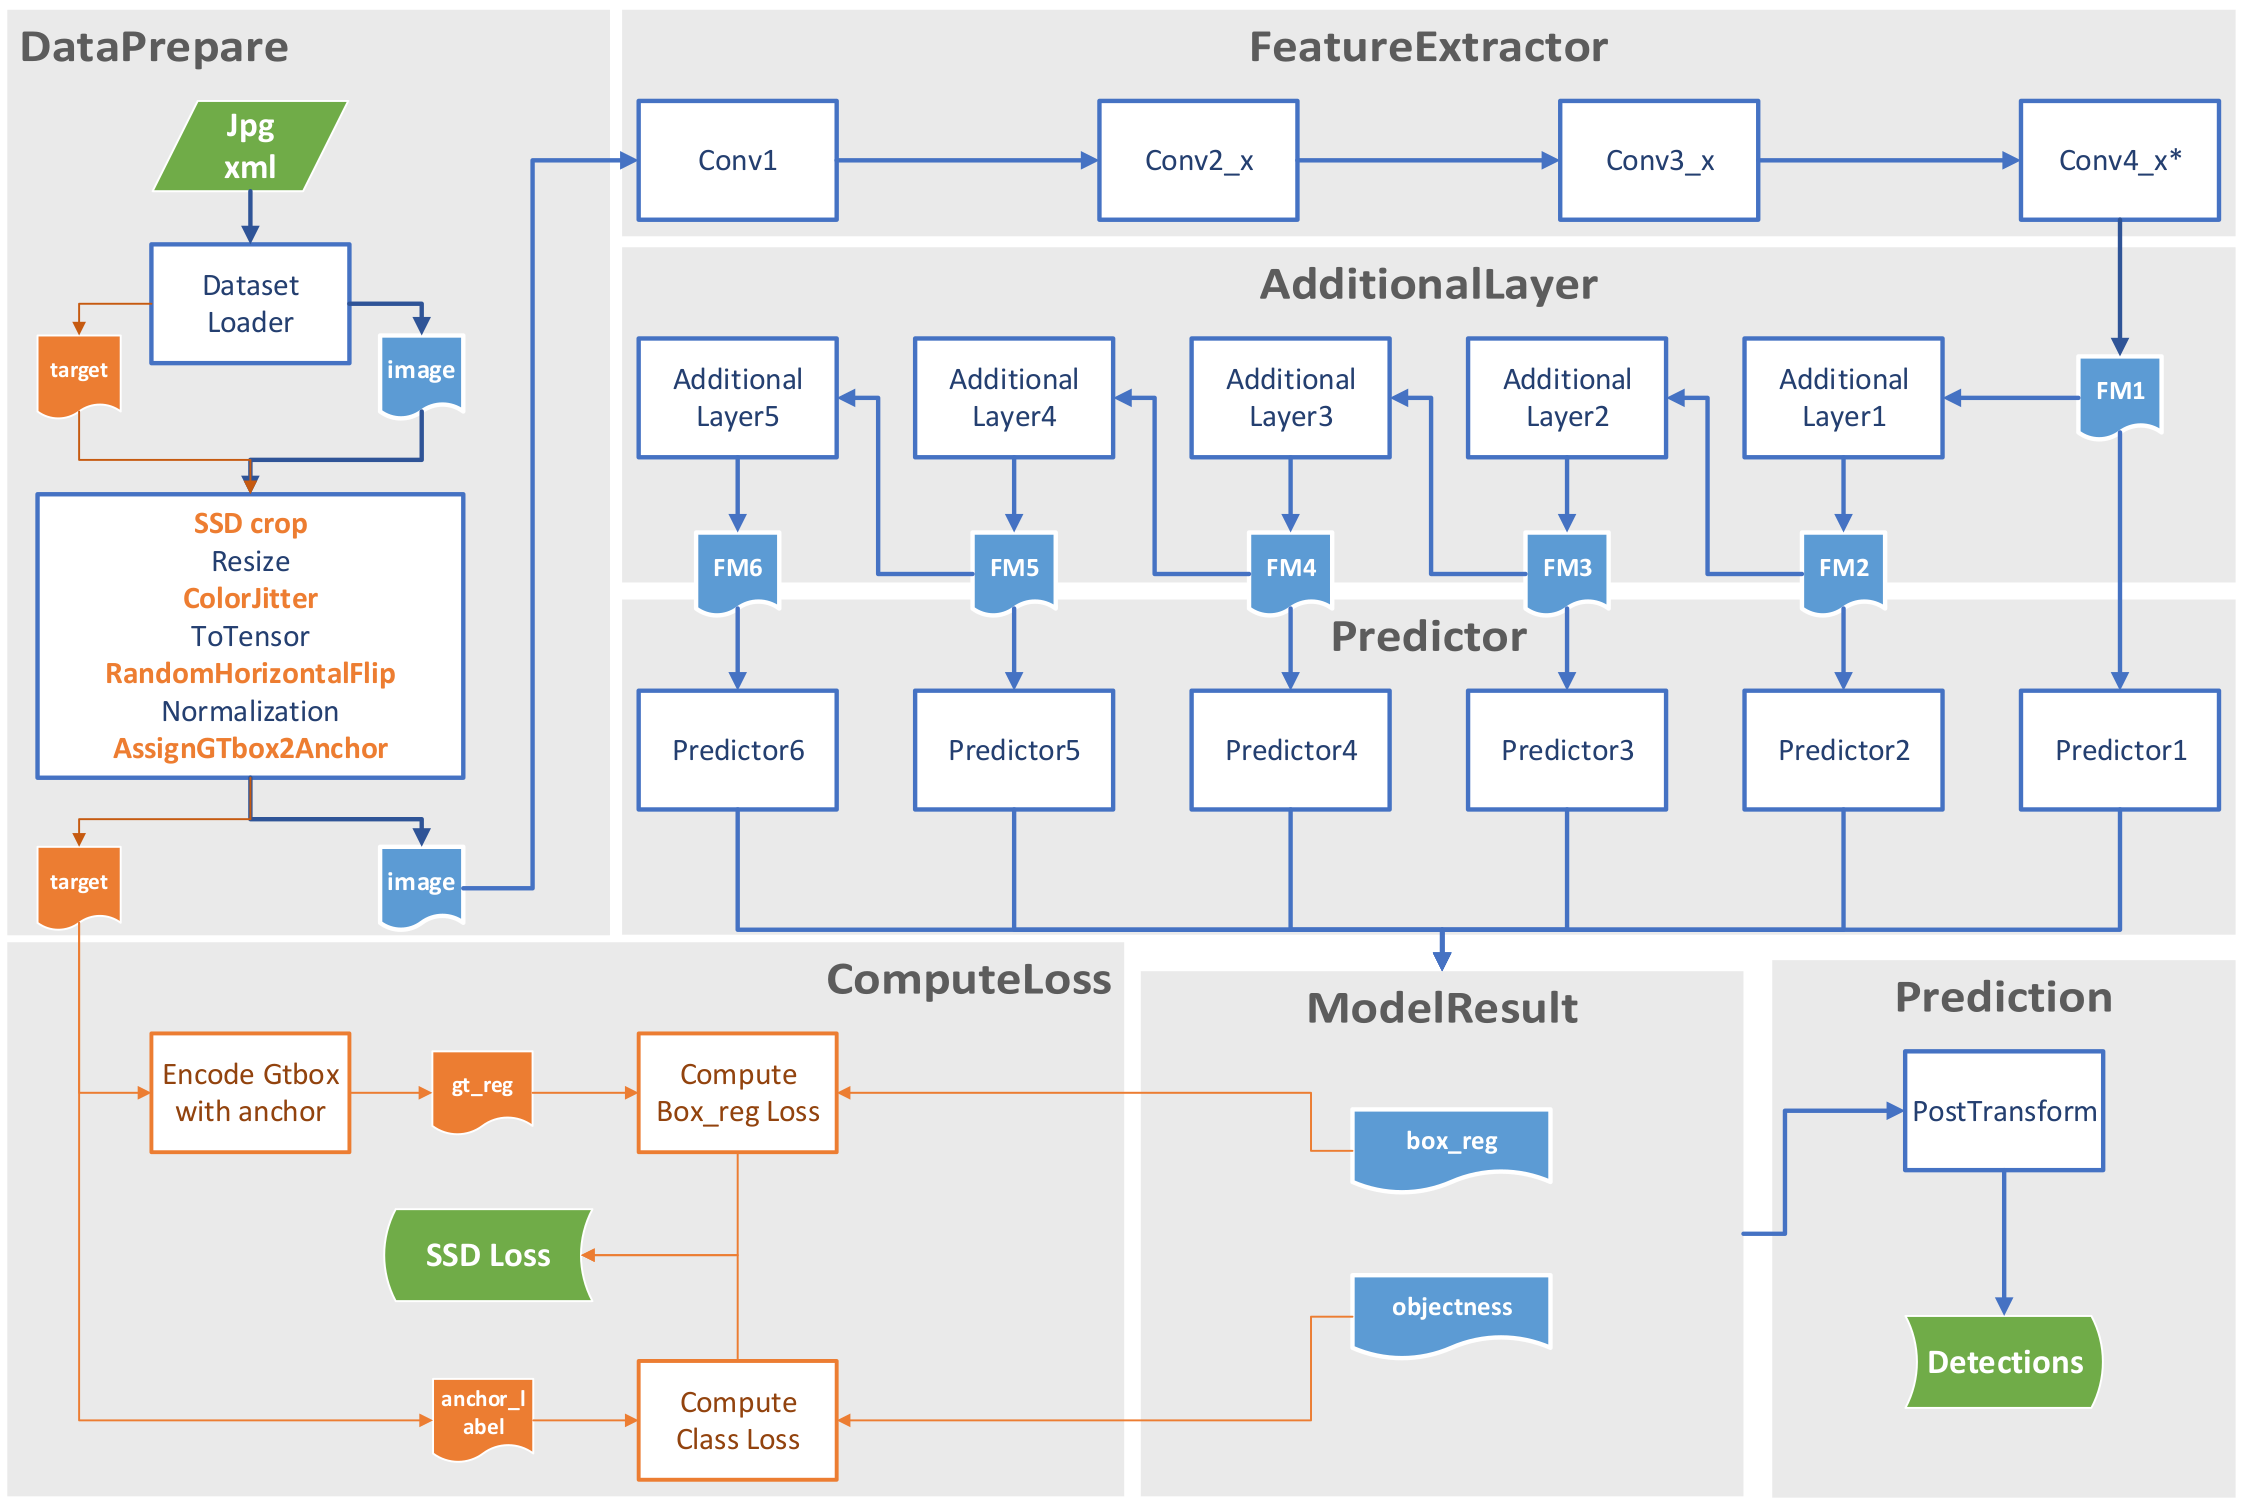 DataPrepare
Jpg
xml
Dataset
Loader
target
image
SSD crop
Resize
ColorJitter
ToTensor
RandomHorizontalFlip
Normalization
AssignGTbox2Anchor
target
image
FeatureExtractor
Conv1
Conv2_x
Conv3_x
Conv4_x*
AdditionalLayer
Additional
Layer5
Additional
Layer4
Additional
Layer3
Additional
Layer2
Additional
Layer1
FM1
FM6
FM5
FM4
FM3
FM2
Predictor
Predictor6
Predictor5
Predictor4
Predictor3
Predictor2
Predictor1
ComputeLoss
Encode Gtbox
with anchor
gt_reg
Compute
Box_reg Loss
SSD Loss
anchor_l
abel
Compute
Class Loss
ModelResult
box_reg
objectness
Prediction
PostTransform
Detections